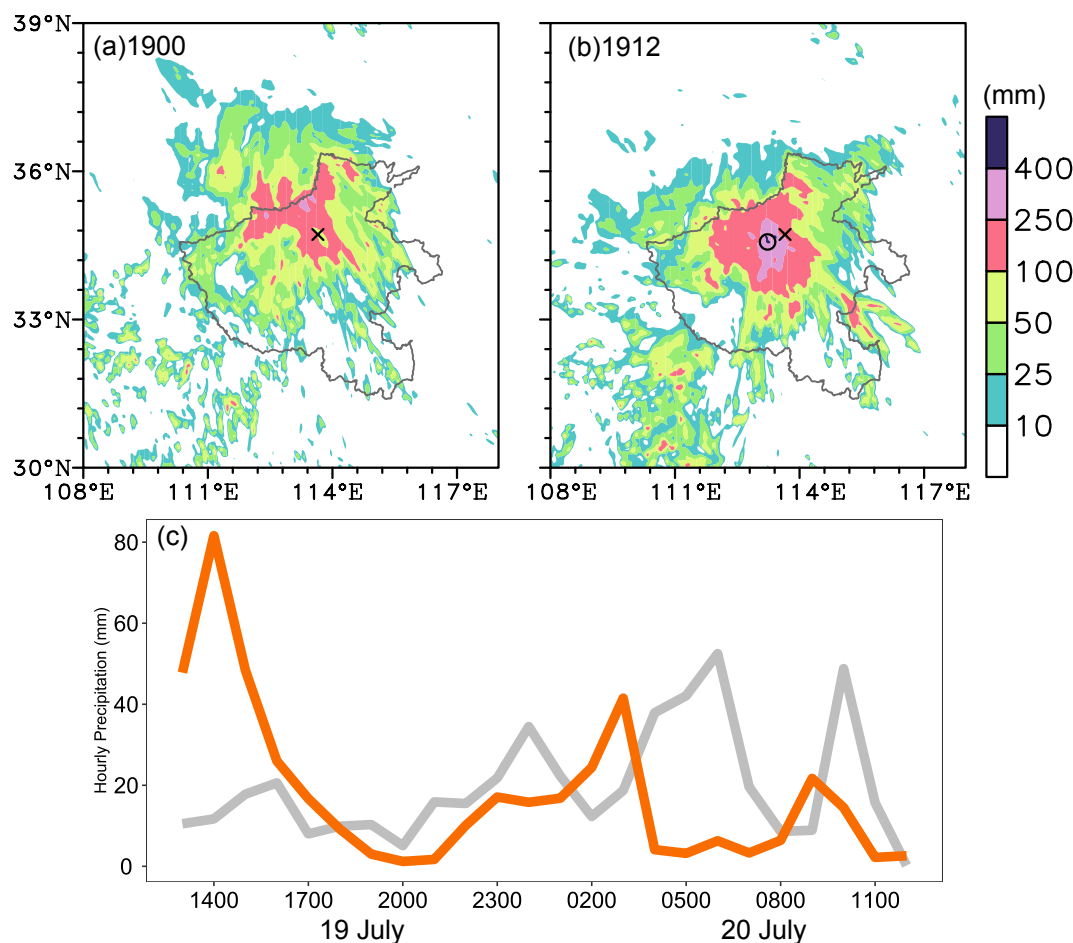 39°N
(a)1900
(b)1912
(mm)
36°N
400
250
100
33°N
50
25
10
30°N
108°E 111°E 114°E 117°E
108°E 111°E 114°E 117°E
(c)
80
60
40
20
0
Hourly Precipitation (mm)
1400 1700 2000 2300 0200 0500 0800 1100
19 July 20 July